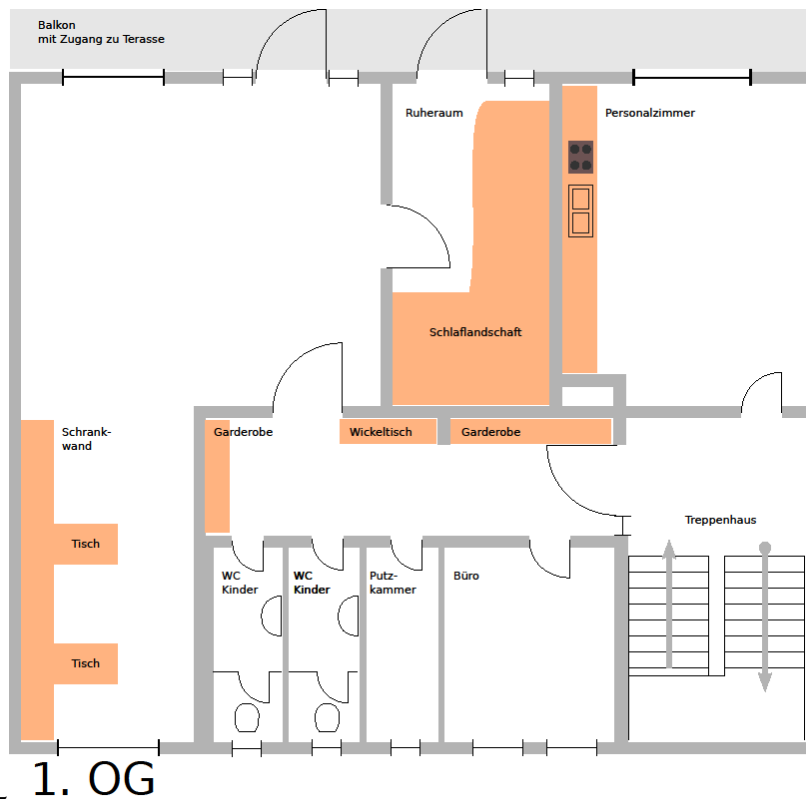 Balkon
mit Zugang zu Terasse
Ruheraum
Personalzimmer
Schlaflandschaft
Schrank-
wand
Garderobe
Wickeltisch
Garderobe
Tisch
Treppenhaus
WC
Kinder
WC
Kinder
Putz-
kammer
Büro
Tisch
1. OG